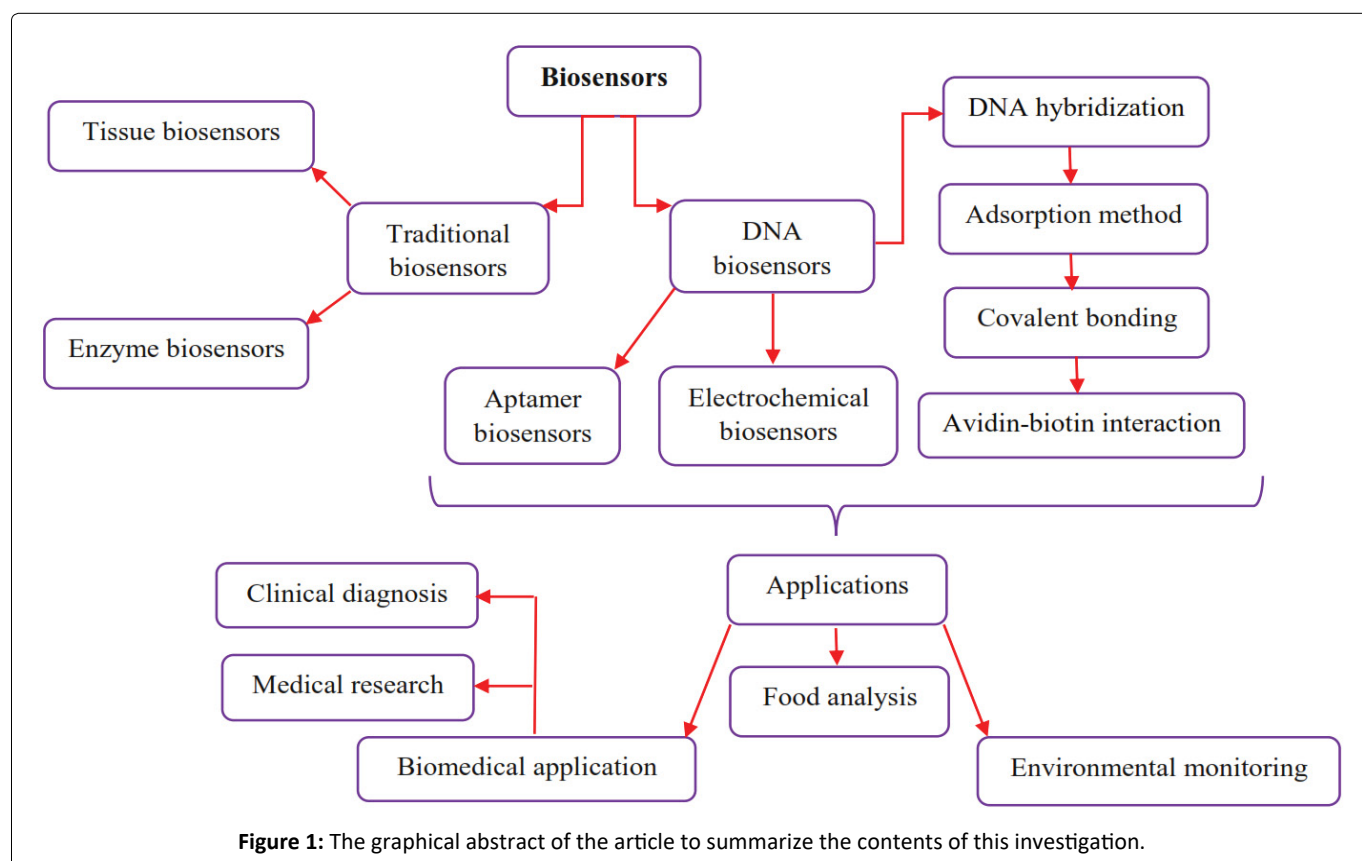 Biosensors
Tissue biosensors
DNA hybridization
Traditional
biosensors
DNA
biosensors
Adsorption method
Enzyme biosensors
Covalent bonding
Aptamer
biosensors
Electrochemical
biosensors
Avidin-biotin interaction
Applications
Clinical diagnosis
Medical research
Food analysis
Biomedical application
Environmental monitoring
Figure 1: The graphical abstract of the article to summarize the contents of this investigation.